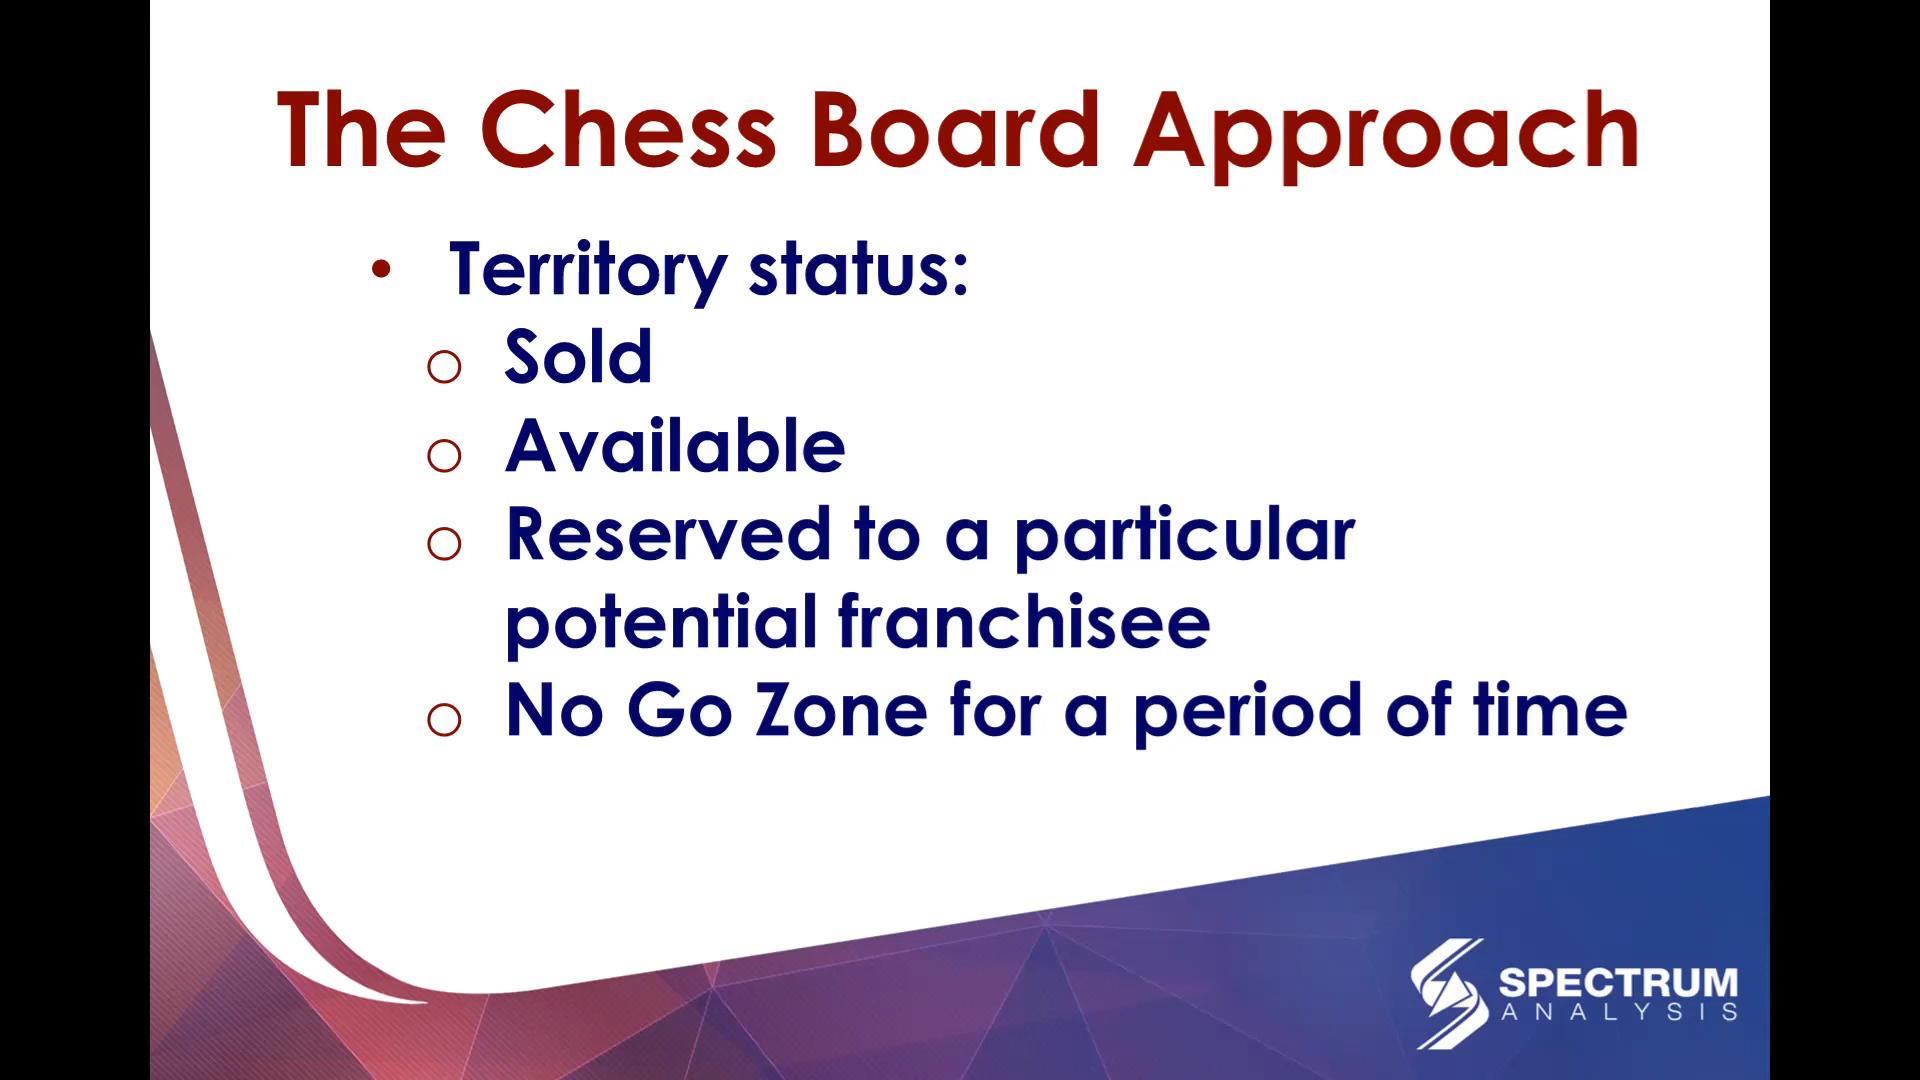 The Chess Board Approach
• Territory status:
o Sold
o Available
o Reserved to a particular
potential franchisee
o No Go Zone for a period of time
SPECTRUM
ANALYSIS